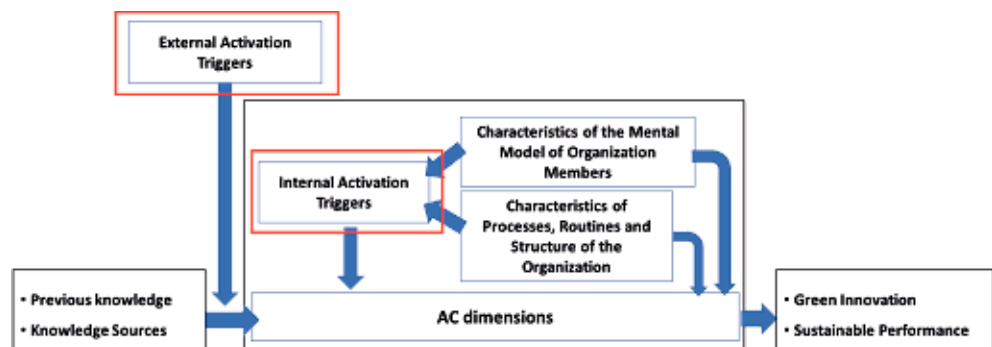 External Activation
Triggers
Characteristics of the Mental
Model of Organization
Members
Internal Activation
Triggers
Characteristics of
Processes, Routines and
Structure of the
Organization
• Previous knowledge
• Knowledge Sources
AC dimensions
• Green Innovation
• Sustainable Performance